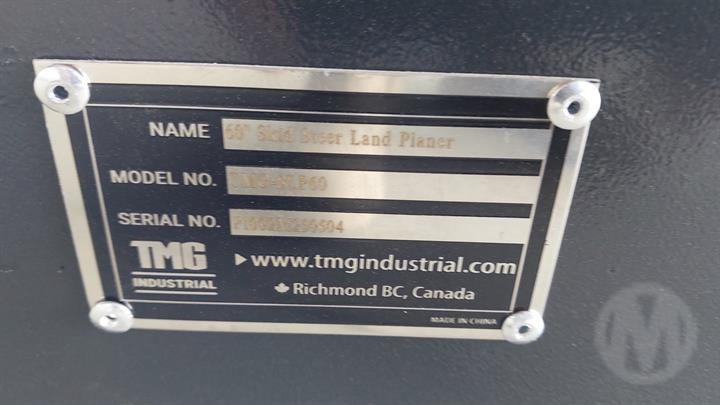 NAME 60" Skid Steer Land Planer
MODEL NO.
SERIAL NO.
TMG
INDUSTRIAL
www.tmgindustrial.com
Richmond BC, Canada
MADE IN CHINA
M